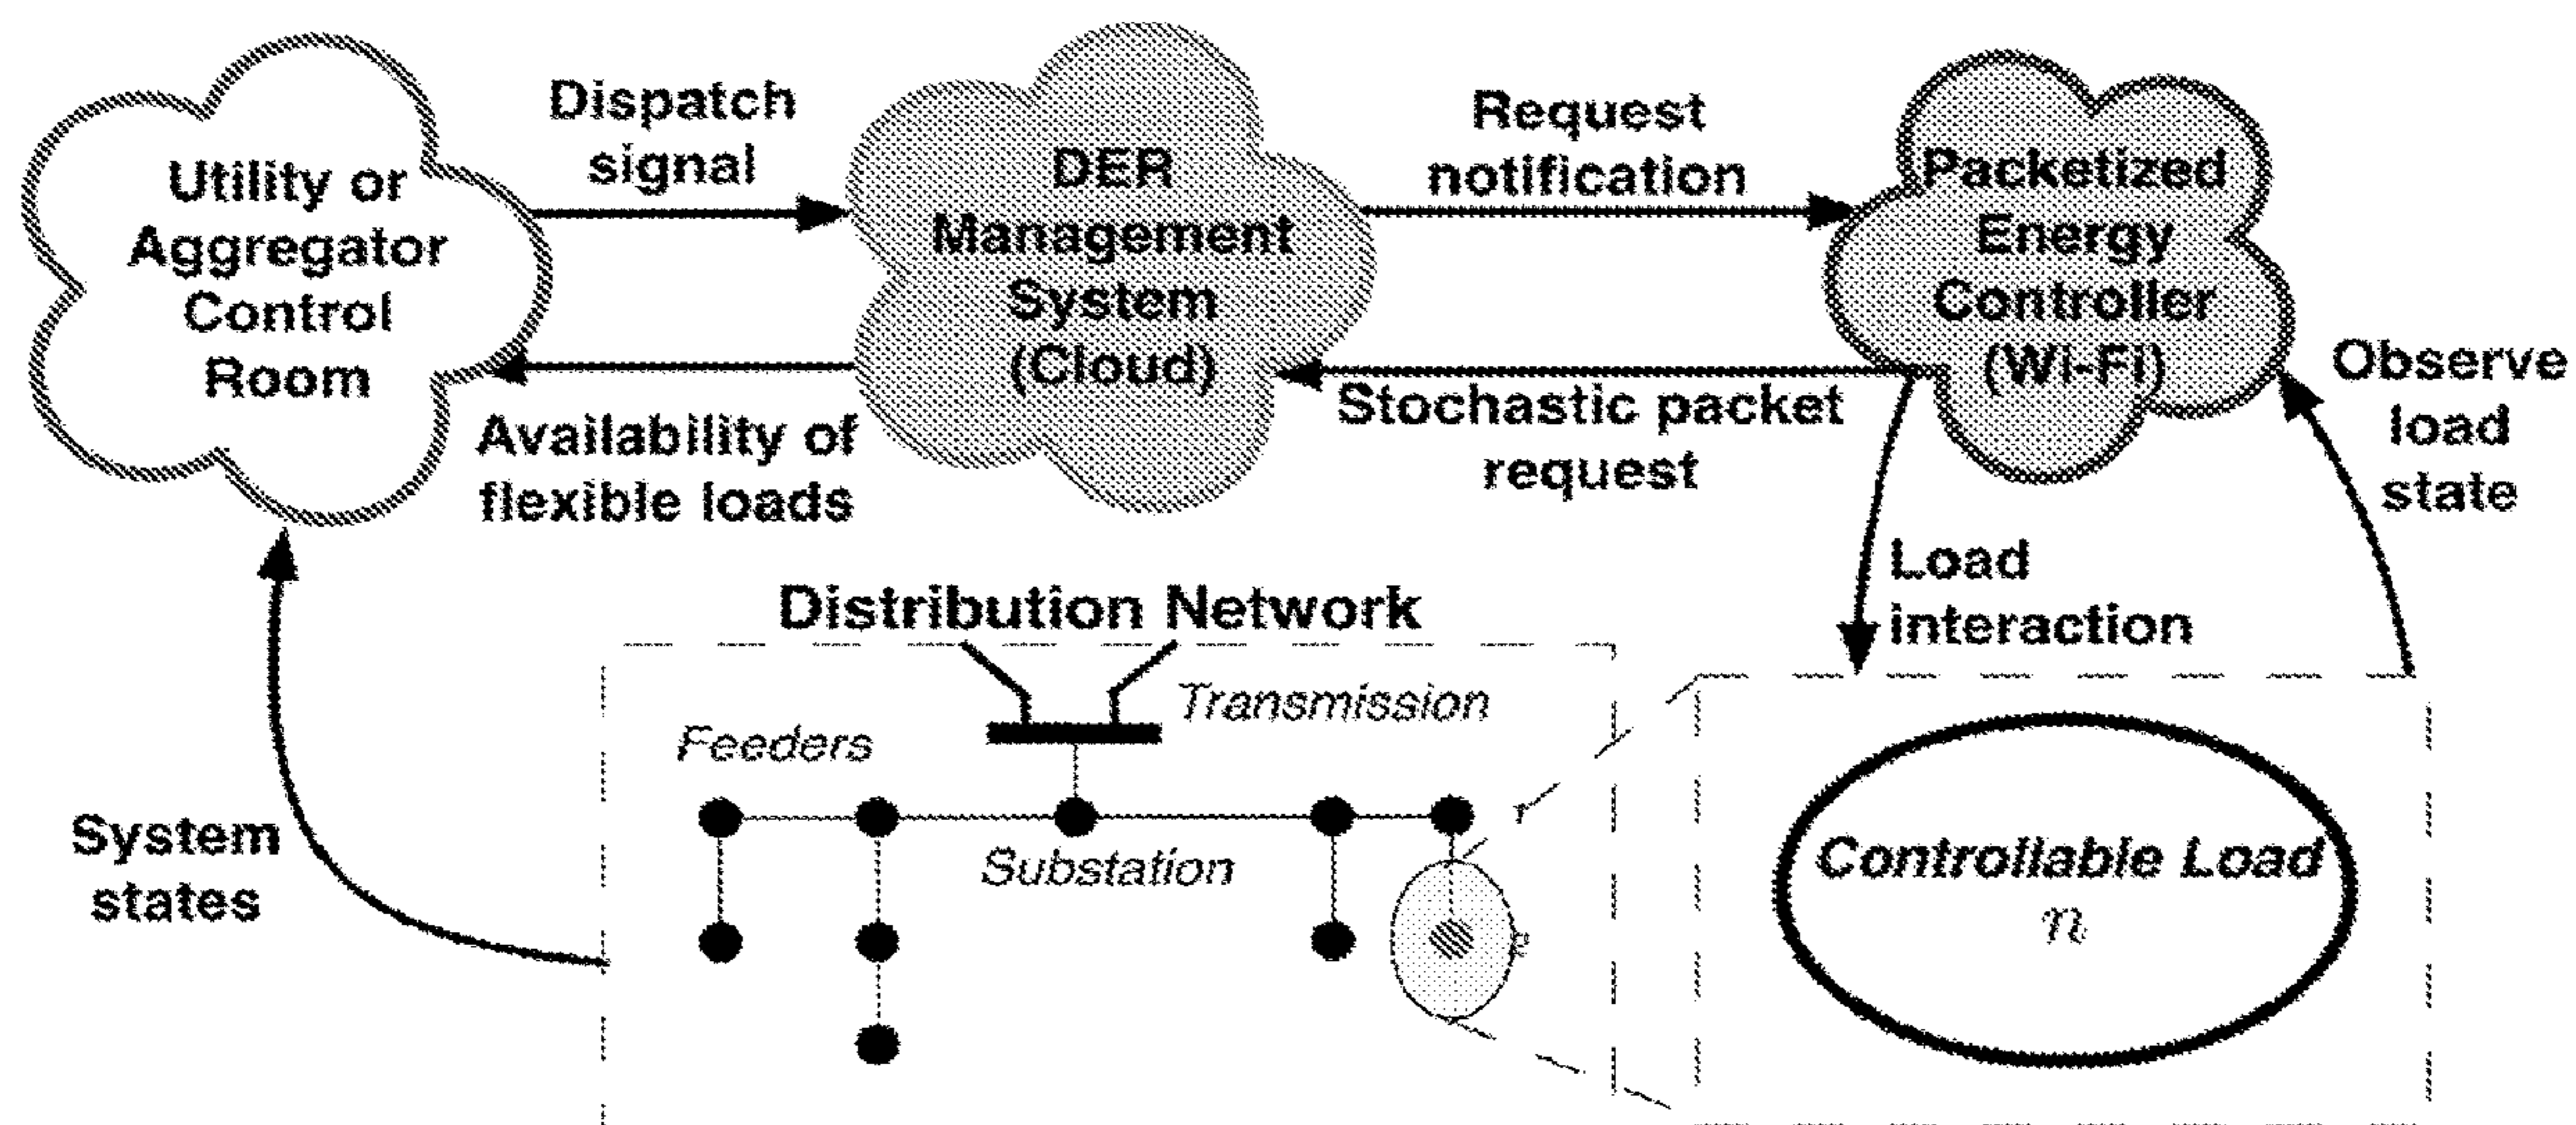 Utility or
Aggregator
Control
Room
Dispatch
signal
Availability of
flexible loads
DER
Management
System
(Cloud)
Request
notification
Stochastic packet
request
Packetized
Energy
Controller
(Wi-Fi)
Observe
load
state
Load
interaction
System
states
Distribution Network
Transmission
Feeders
Substation
Controllable Load
n